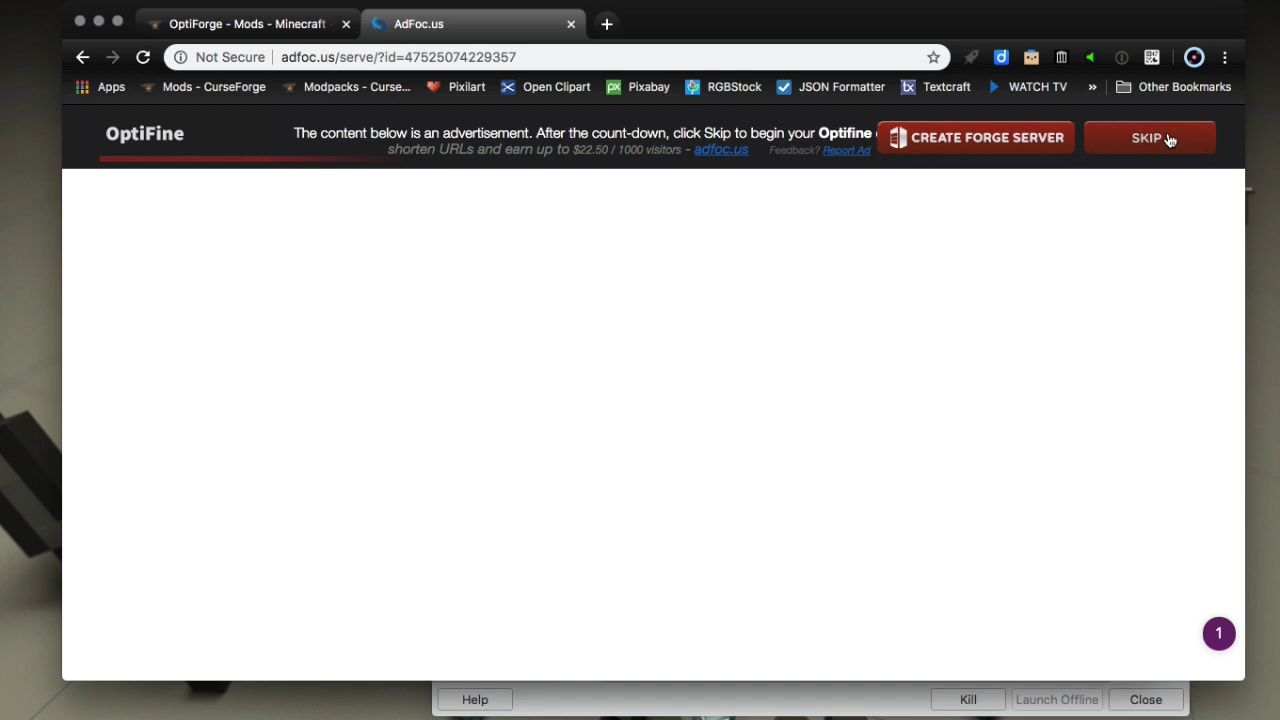 OptiForge - Mods - Minecraft
AdFoc.us
Not Secure
adfoc.us/serve/?id=47525074229357
Apps
Mods - CurseForge
Modpacks - Curse...
Pixilart
Open Clipart
px Pixabay
RGBStock
JSON Formatter
tx Textcraft
WATCH TV
»
Other Bookmarks
OptiFine
The content below is an advertisement. After the count-down, click Skip to begin your Optifine
shorten URLs and earn up to $22.50 / 1000 visitors - adfoc.us
Feedback? Report Ad
CREATE FORGE SERVER
SKIP
1
Help
Kill
Launch Offline
Close